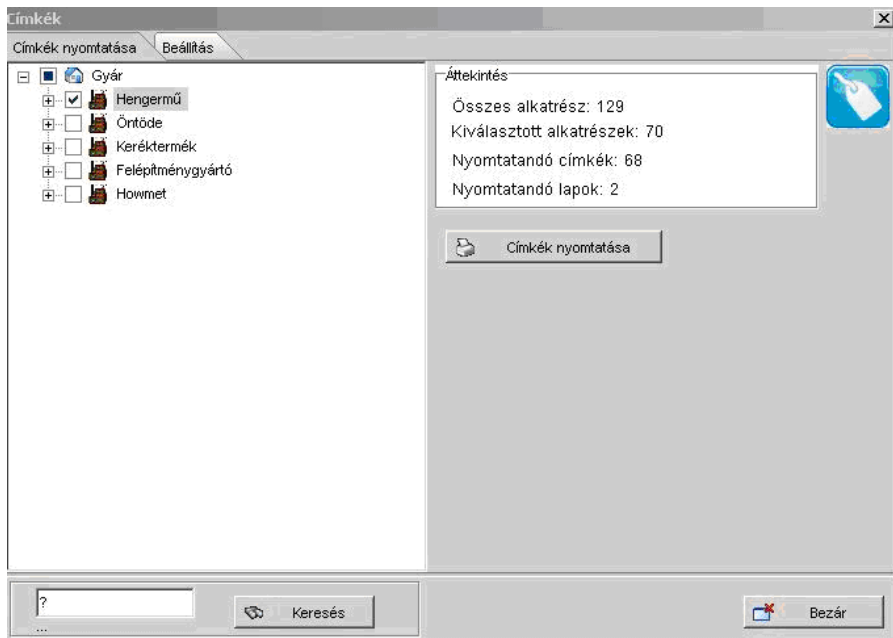 Címkék
Címkék nyomtatása
Beállítás
Gyár
Hengermű
Öntöde
Keréktermék
Felépítménygyártó
Howmet
Áttekintés
Összes alkatrész: 129
Kiválasztott alkatrészek: 70
Nyomtatandó címkék: 68
Nyomtatandó lapok: 2
Címkék nyomtatása
?
...
Keresés
Bezár